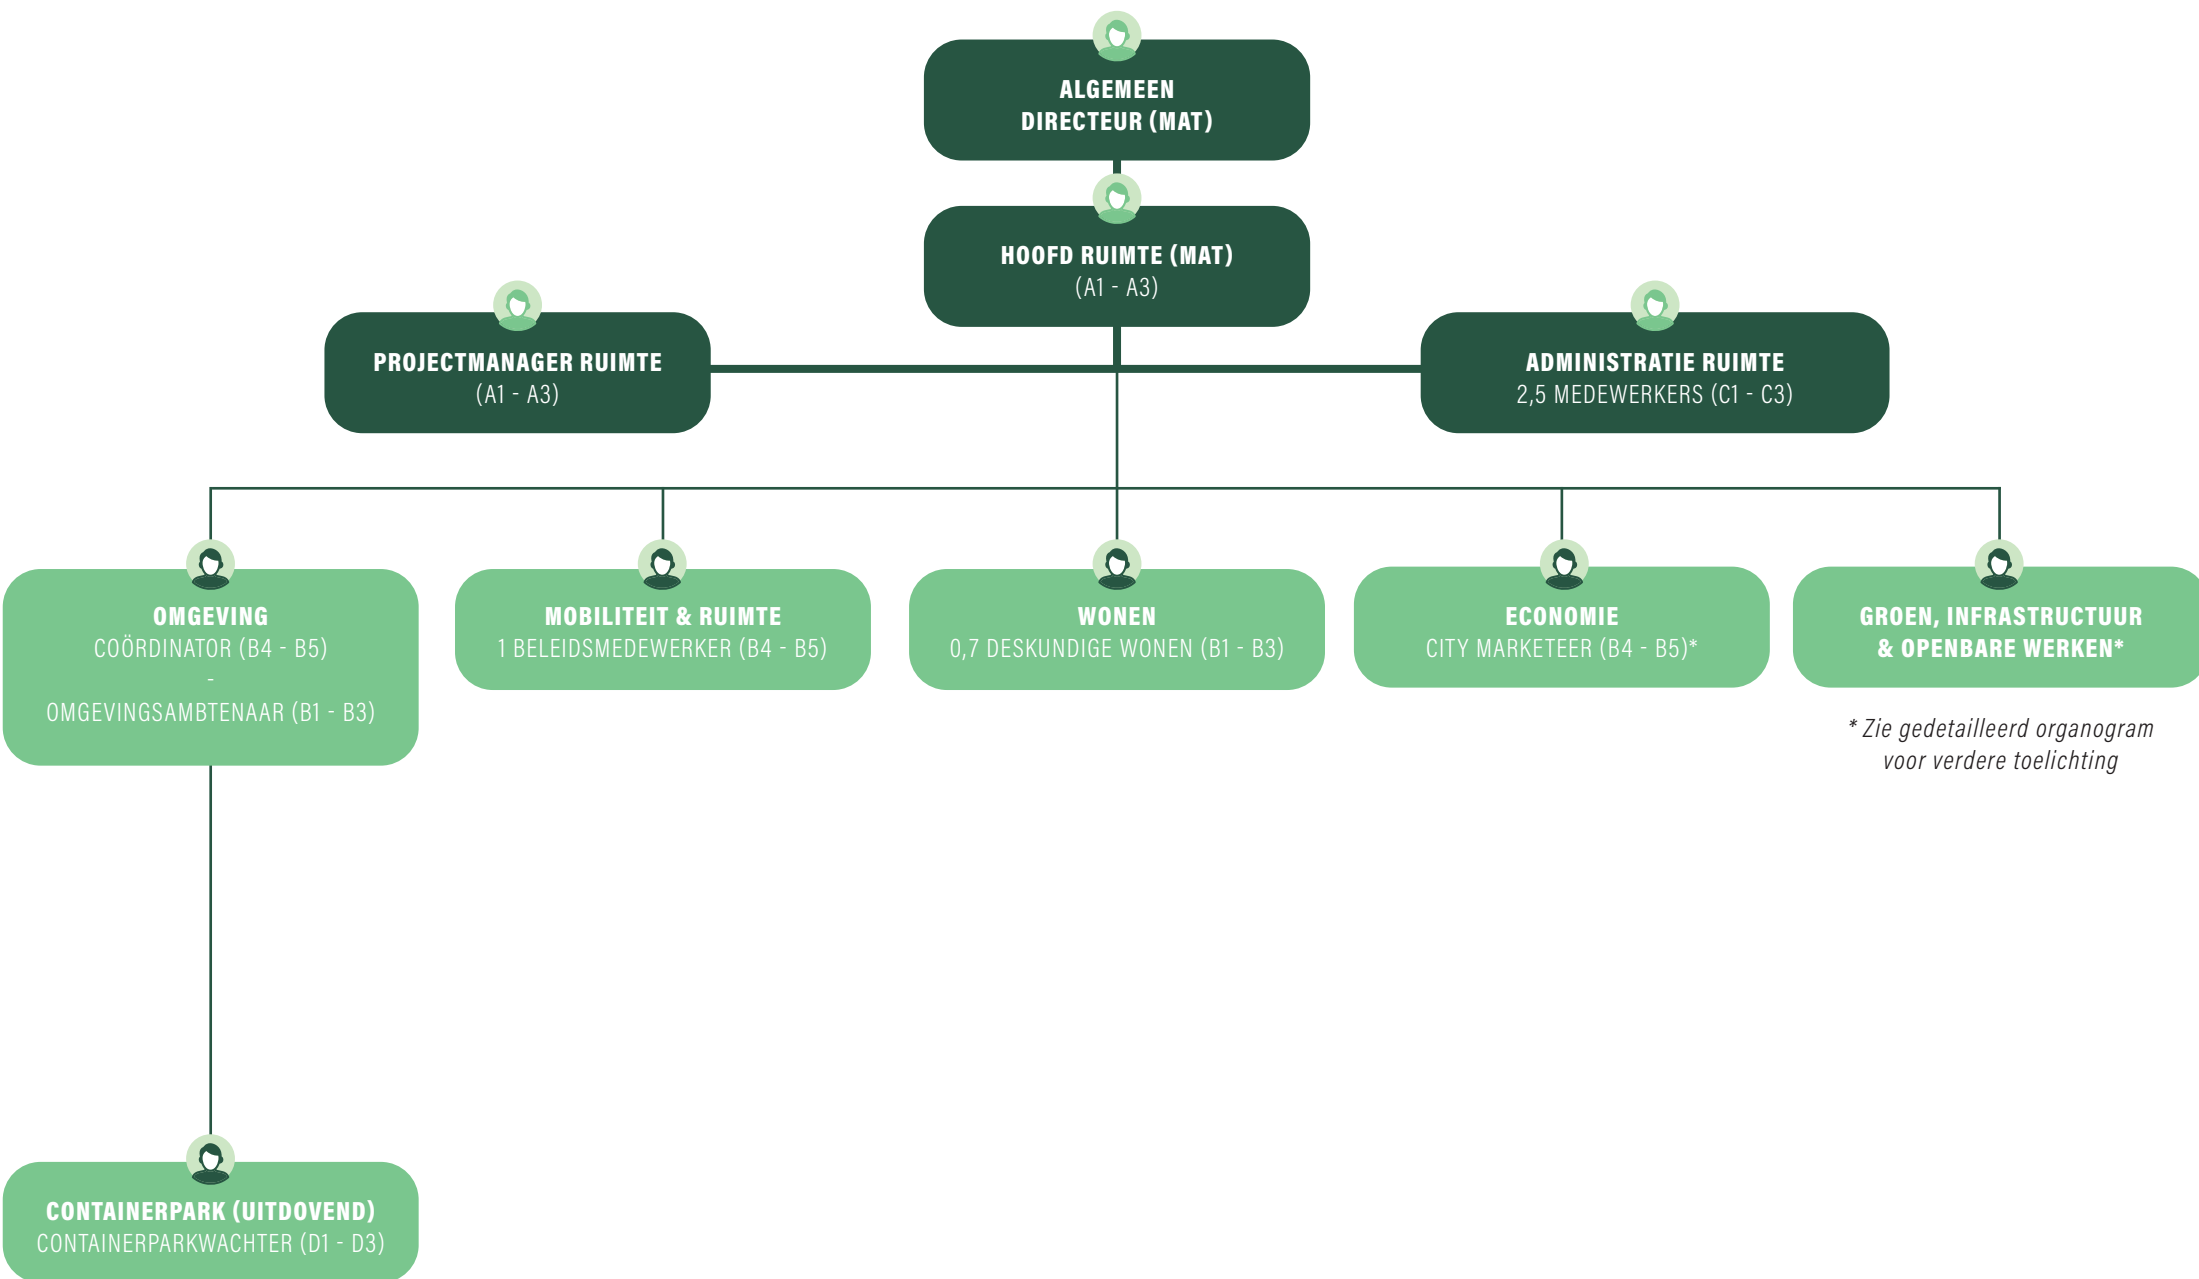 ALGEMEEN
DIRECTEUR (MAT)
HOOFD RUIMTE (MAT)
(A1 - A3)
PROJECTMANAGER RUIMTE
(A1 - A3)
ADMINISTRATIE RUIMTE
2,5 MEDEWERKERS (C1 - C3)
OMGEVING
COÖRDINATOR (B4 - B5)
-
OMGEVINGSAMBTENAAR (B1 - B3)
MOBILITEIT & RUIMTE
1 BELEIDSMEDEWERKER (B4 - B5)
WONEN
0,7 DESKUNDIGE WONEN (B1 - B3)
ECONOMIE
CITY MARKETEER (B4 - B5)*
GROEN, INFRASTRUCTUUR
& OPENBARE WERKEN*
* Zie gedetailleerd organogram
voor verdere toelichting
CONTAINERPARK (UITDOVEND)
CONTAINERPARKWACHTER (D1 - D3)